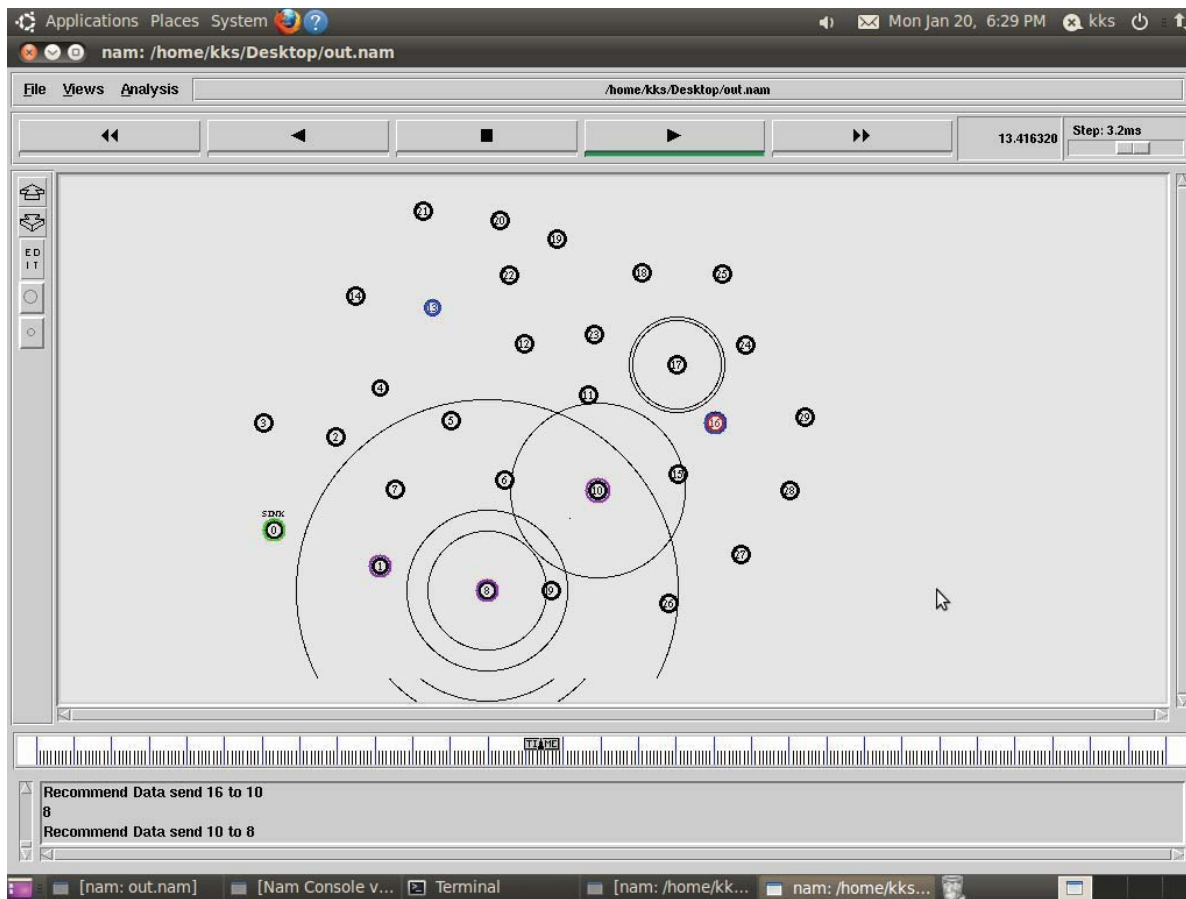 Applications Places System ? Mon Jan 20, 6:29 PM kks
nam: /home/kks/Desktop/out.nam
File Views Analysis /home/kks/Desktop/out.nam
13.416320 Step: 3.2ms
ED
IT
21
20
19
22
18
25
14
13
12
23
24
17
4
11
3
5
16
29
2
6
15
7
10
28
SINK
0
27
1
8
9
26
TIME
Recommend Data send 16 to 10
8
Recommend Data send 10 to 8
[nam: out.nam] [Nam Console v... Terminal [nam: /home/kk... nam: /home/kks...